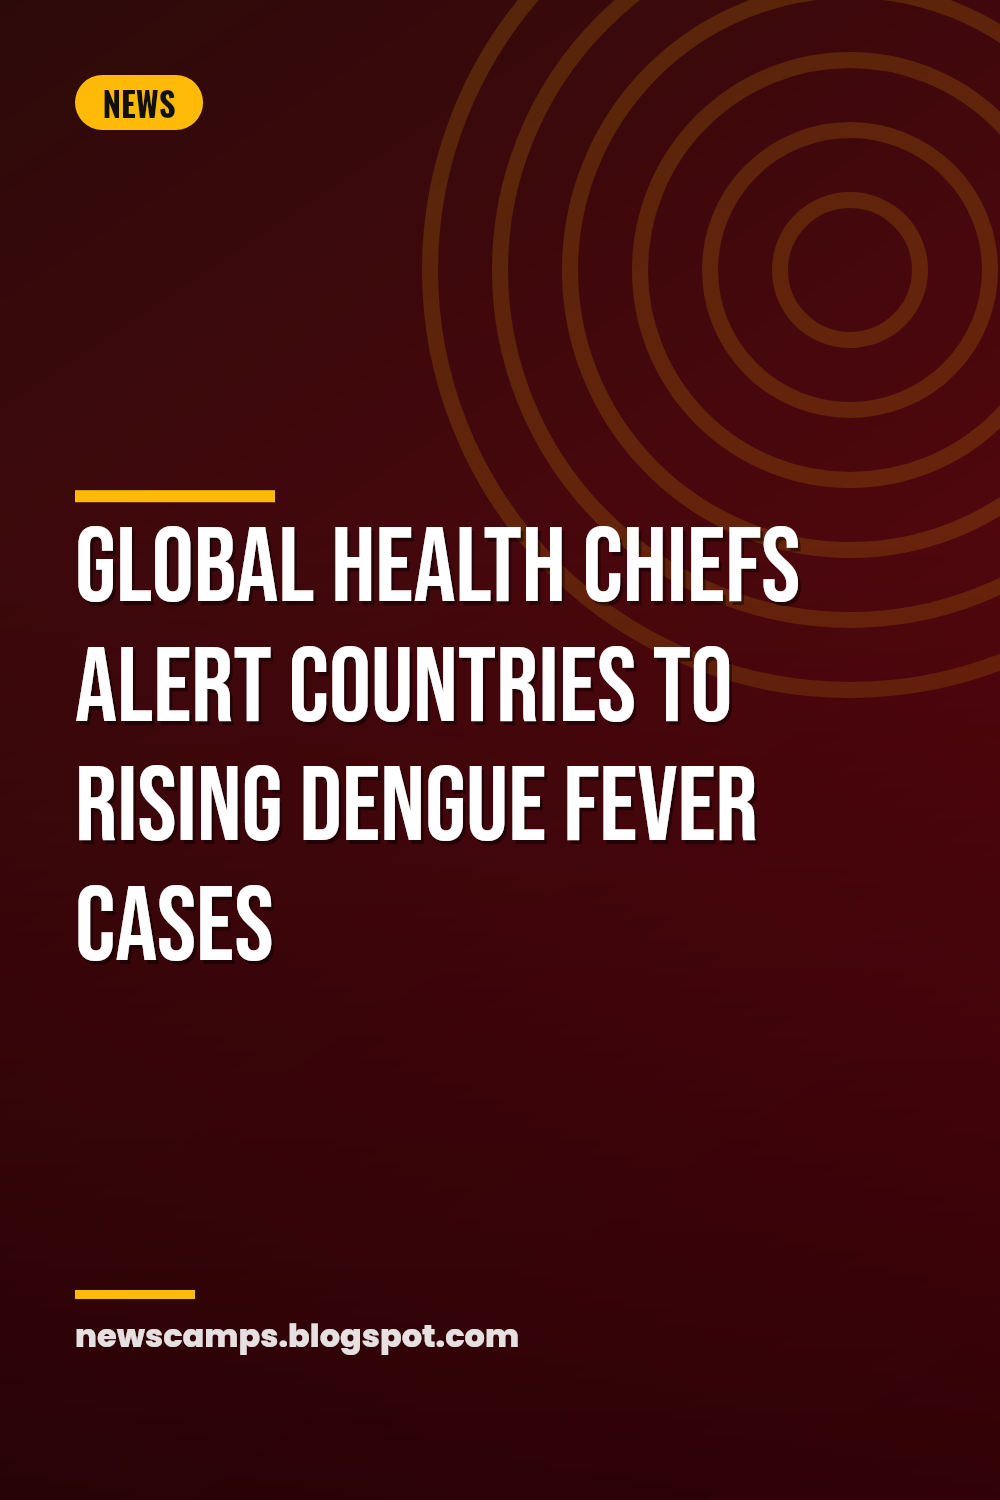 NEWS
GLOBAL HEALTH CHIEFS
ALERT COUNTRIES TO
RISING DENGUE FEVER
CASES
newscamps.blogspot.com